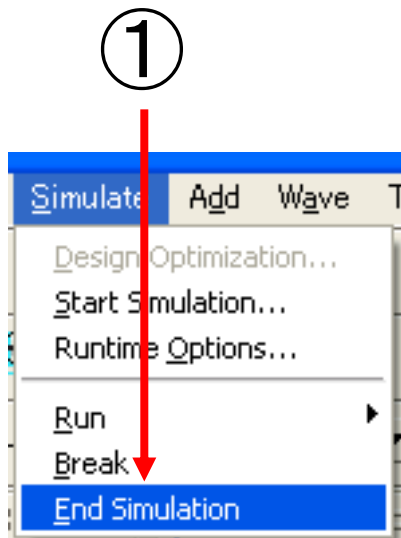 ①
Simulate Add Wave T
Design Optimization...
Start Simulation...
Runtime Options...
Run
Break
End Simulation